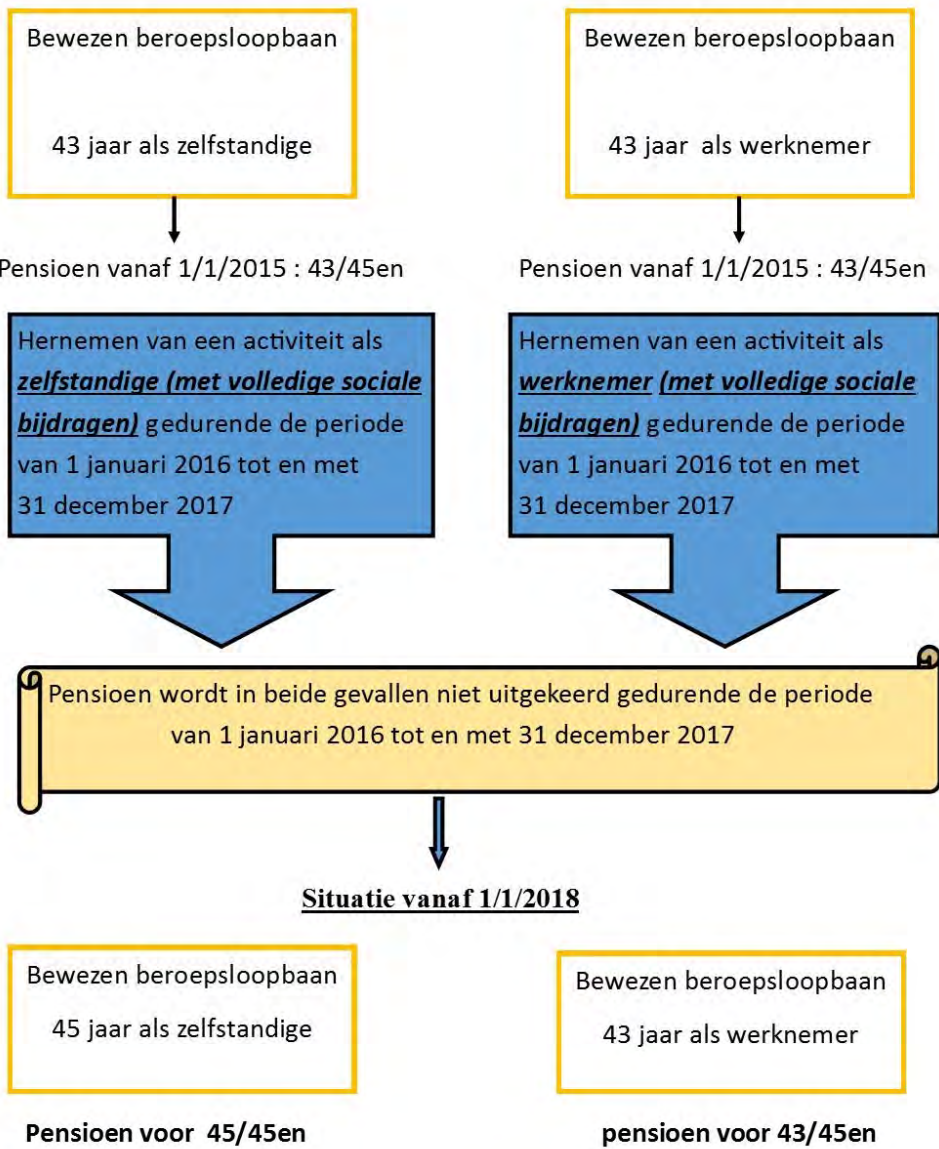 Bewezen beroepsloopbaan
43 jaar als zelfstandige
Bewezen beroepsloopbaan
43 jaar als werknemer
Pensioen vanaf 1/1/2015 : 43/45en
Pensioen vanaf 1/1/2015 : 43/45en
Hernemen van een activiteit als
zelfstandige (met volledige sociale
bijdragen) gedurende de periode
van 1 januari 2016 tot en met
31 december 2017
Hernemen van een activiteit als
werknemer (met volledige sociale
bijdragen) gedurende de periode
van 1 januari 2016 tot en met
31 december 2017
Pensioen wordt in beide gevallen niet uitgekeerd gedurende de periode
van 1 januari 2016 tot en met 31 december 2017
Situatie vanaf 1/1/2018
Bewezen beroepsloopbaan
45 jaar als zelfstandige
Bewezen beroepsloopbaan
43 jaar als werknemer
Pensioen voor 45/45en
pensioen voor 43/45en